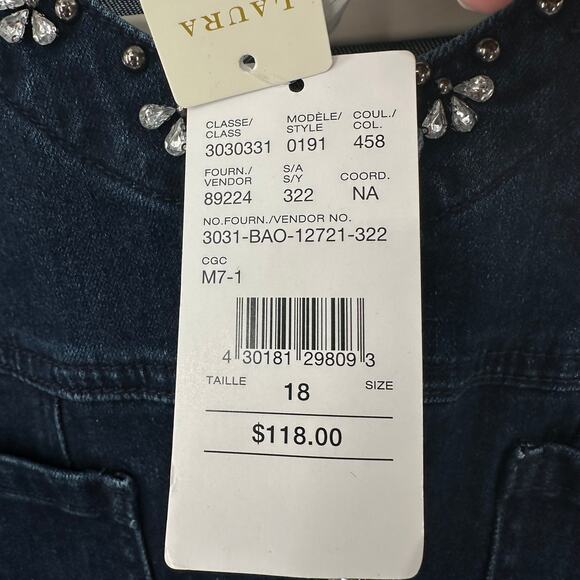 LAURA
CLASSE/ MODÈLE/ COUL./
CLASS STYLE COL.
3030331 0191 458
FOURN./ S/A
VENDOR S/Y COORD.
89224 322 NA
NO.FOURN./VENDOR NO.
3031-BAO-12721-322
CGC
M7-1
4 30181 29809 3
TAILLE 18 SIZE
$118.00